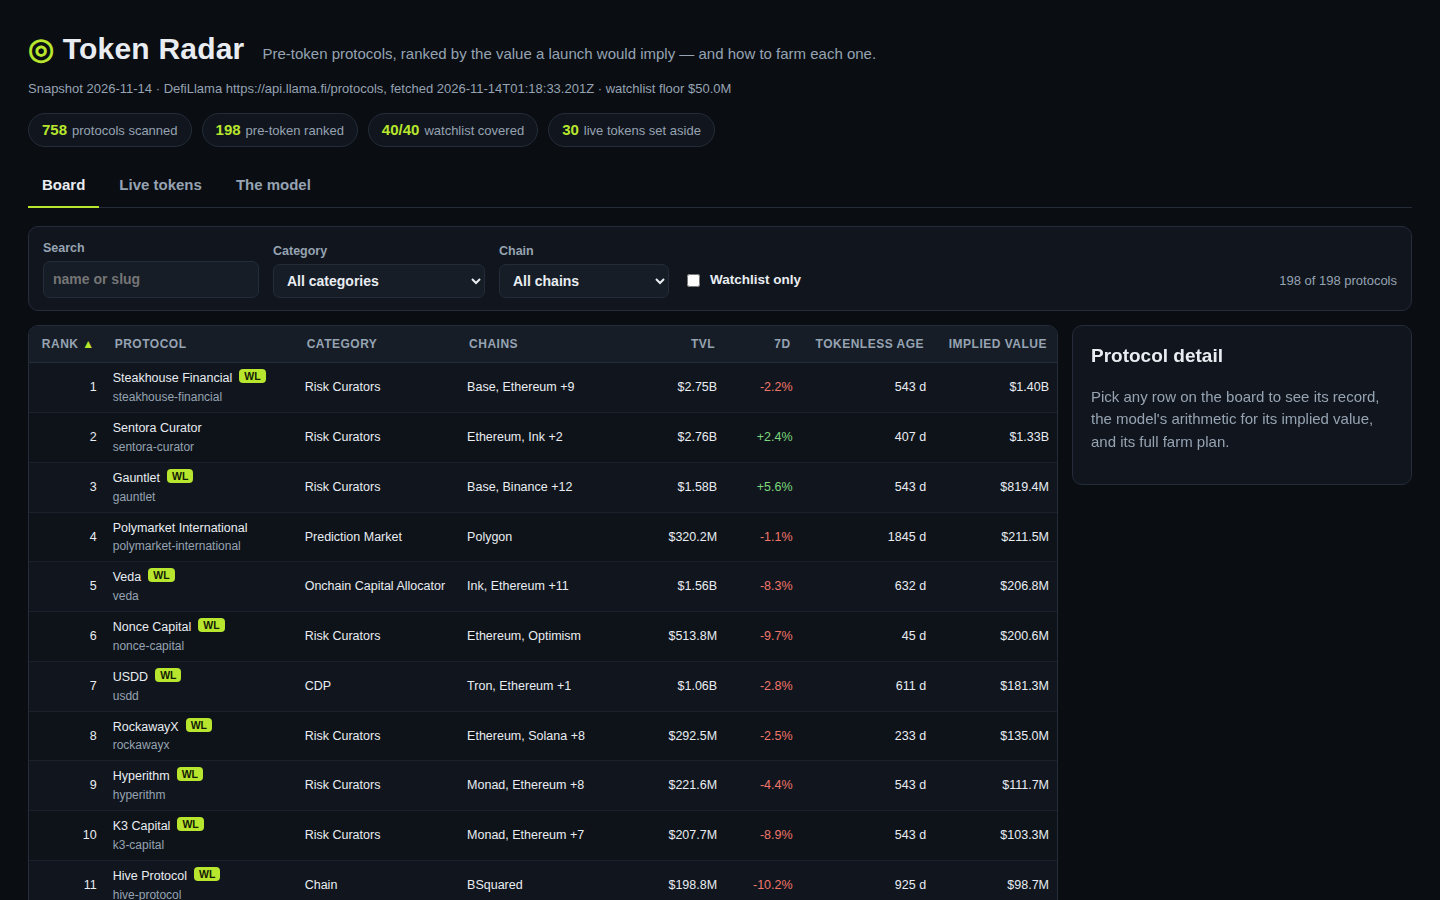 ◎ Token Radar Pre-token protocols, ranked by the value a launch would imply — and how to farm each one.
Snapshot 2026-11-14 · DefiLlama https://api.llama.fi/protocols, fetched 2026-11-14T01:18:33.201Z · watchlist floor $50.0M
758 protocols scanned 198 pre-token ranked 40/40 watchlist covered 30 live tokens set aside
Board Live tokens The model
Search Category Chain
name or slug All categories All chains Watchlist only 198 of 198 protocols
RANK ▲ PROTOCOL CATEGORY CHAINS TVL 7D TOKENLESS AGE IMPLIED VALUE
1 Steakhouse Financial WL Risk Curators Base, Ethereum +9 $2.75B -2.2% 543 d $1.40B
steakhouse-financial
2 Sentora Curator Risk Curators Ethereum, Ink +2 $2.76B +2.4% 407 d $1.33B
sentora-curator
3 Gauntlet WL Risk Curators Base, Binance +12 $1.58B +5.6% 543 d $819.4M
gauntlet
4 Polymarket International Prediction Market Polygon $320.2M -1.1% 1845 d $211.5M
polymarket-international
5 Veda WL Onchain Capital Allocator Ink, Ethereum +11 $1.56B -8.3% 632 d $206.8M
veda
6 Nonce Capital WL Risk Curators Ethereum, Optimism $513.8M -9.7% 45 d $200.6M
nonce-capital
7 USDD WL CDP Tron, Ethereum +1 $1.06B -2.8% 611 d $181.3M
usdd
8 RockawayX WL Risk Curators Ethereum, Solana +8 $292.5M -2.5% 233 d $135.0M
rockawayx
9 Hyperithm WL Risk Curators Monad, Ethereum +8 $221.6M -4.4% 543 d $111.7M
hyperithm
10 K3 Capital WL Risk Curators Monad, Ethereum +7 $207.7M -8.9% 543 d $103.3M
k3-capital
11 Hive Protocol WL Chain BSquared $198.8M -10.2% 925 d $98.7M
hive-protocol
Protocol detail
Pick any row on the board to see its record,
the model's arithmetic for its implied value,
and its full farm plan.